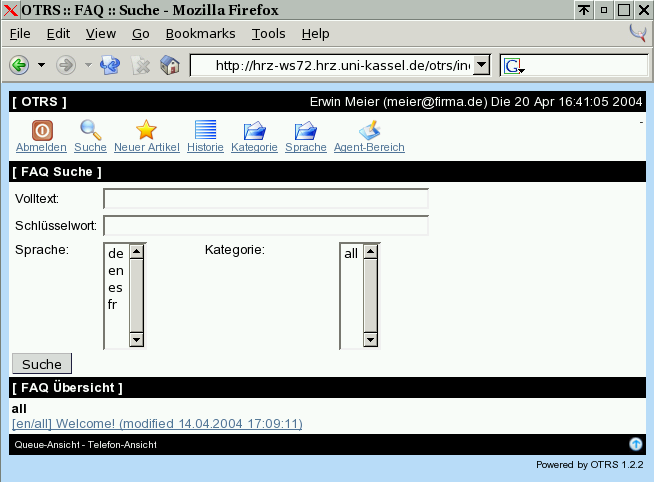 OTRS :: FAQ :: Suche - Mozilla Firefox
File Edit View Go Bookmarks Tools Help
http://hrz-ws72.hrz.uni-kassel.de/otrs/in
G
[ OTRS ] Erwin Meier (meier@firma.de) Die 20 Apr 16:41:05 2004
-
Abmelden Suche Neuer Artikel Historie Kategorie Sprache Agent-Bereich
[ FAQ Suche ]
Volltext:
Schlüsselwort:
Sprache: de Kategorie: all
en
es
fr
Suche
[ FAQ Übersicht ]
all
[en/all] Welcome! (modified 14.04.2004 17:09:11)
Queue-Ansicht - Telefon-Ansicht
Powered by OTRS 1.2.2